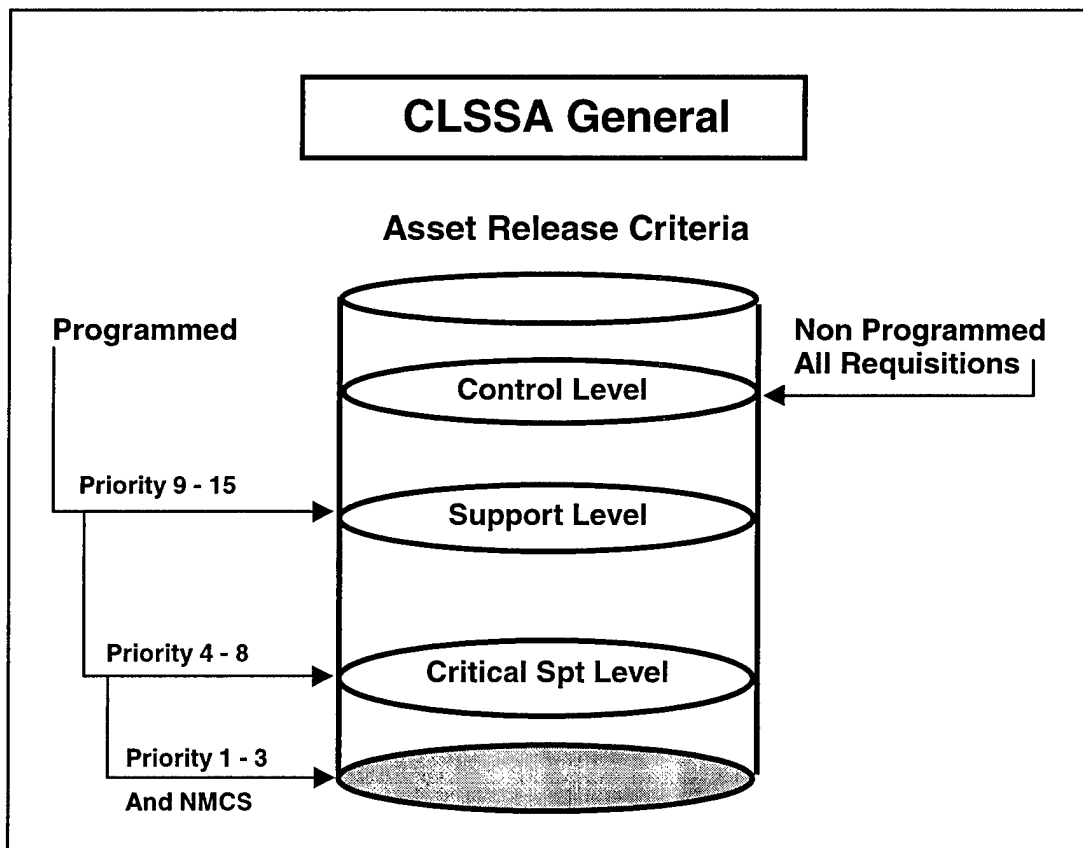 CLSSA General
Asset Release Criteria
Programmed
Non Programmed
All Requisitions
Control Level
Priority 9 - 15
Support Level
Priority 4 - 8
Critical Spt Level
Priority 1 - 3
And NMCS